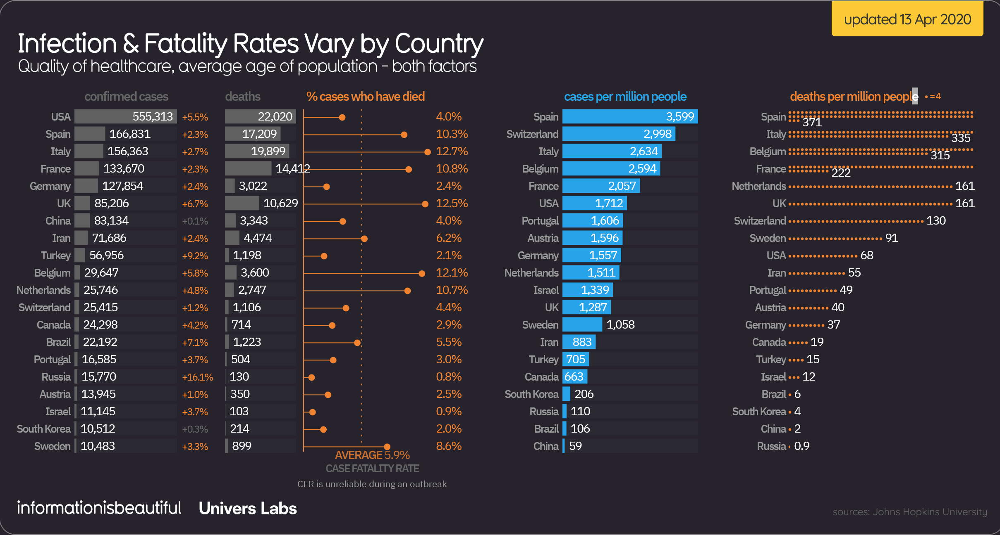 updated 13 Apr 2020
Infection & Fatality Rates Vary by Country
Quality of healthcare, average age of population – both factors
confirmed cases deaths % cases who have died
USA 555,313 +5.5% 22,020 4.0%
Spain 166,831 +2.3% 17,209 10.3%
Italy 156,363 +2.7% 19,899 12.7%
France 133,670 +2.3% 14,412 10.8%
Germany 127,854 +2.4% 3,022 2.4%
UK 85,206 +6.7% 10,629 12.5%
China 83,134 +0.1% 3,343 4.0%
Iran 71,686 +2.4% 4,474 6.2%
Turkey 56,956 +9.2% 1,198 2.1%
Belgium 29,647 +5.8% 3,600 12.1%
Netherlands 25,746 +4.8% 2,747 10.7%
Switzerland 25,415 +1.2% 1,106 4.4%
Canada 24,298 +4.2% 714 2.9%
Brazil 22,192 +7.1% 1,223 5.5%
Portugal 16,585 +3.7% 504 3.0%
Russia 15,770 +16.1% 130 0.8%
Austria 13,945 +1.0% 350 2.5%
Israel 11,145 +3.7% 103 0.9%
South Korea 10,512 +0.3% 214 2.0%
Sweden 10,483 +3.3% 899 8.6%
AVERAGE 5.9%
CASE FATALITY RATE
CFR is unreliable during an outbreak
cases per million people
Spain 3,599
Switzerland 2,998
Italy 2,634
Belgium 2,594
France 2,057
USA 1,712
Portugal 1,606
Austria 1,596
Germany 1,557
Netherlands 1,511
Israel 1,339
UK 1,287
Sweden 1,058
Iran 883
Turkey 705
Canada 663
South Korea 206
Russia 110
Brazil 106
China 59
deaths per million people • = 4
Spain 371
Italy 335
Belgium 315
France 222
Netherlands 161
UK 161
Switzerland 130
Sweden 91
USA 68
Iran 55
Portugal 49
Austria 40
Germany 37
Canada 19
Turkey 15
Israel 12
Brazil 6
South Korea 4
China 2
Russia 0.9
informationisbeautiful Univers Labs
sources: Johns Hopkins University